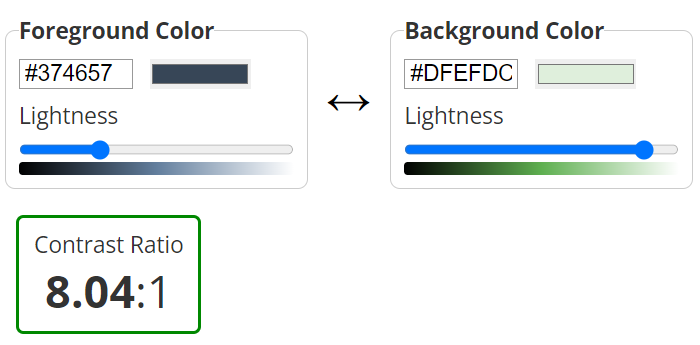 Foreground Color
#374657
Lightness
Background Color
#DFEFDC
Lightness
Contrast Ratio
8.04:1